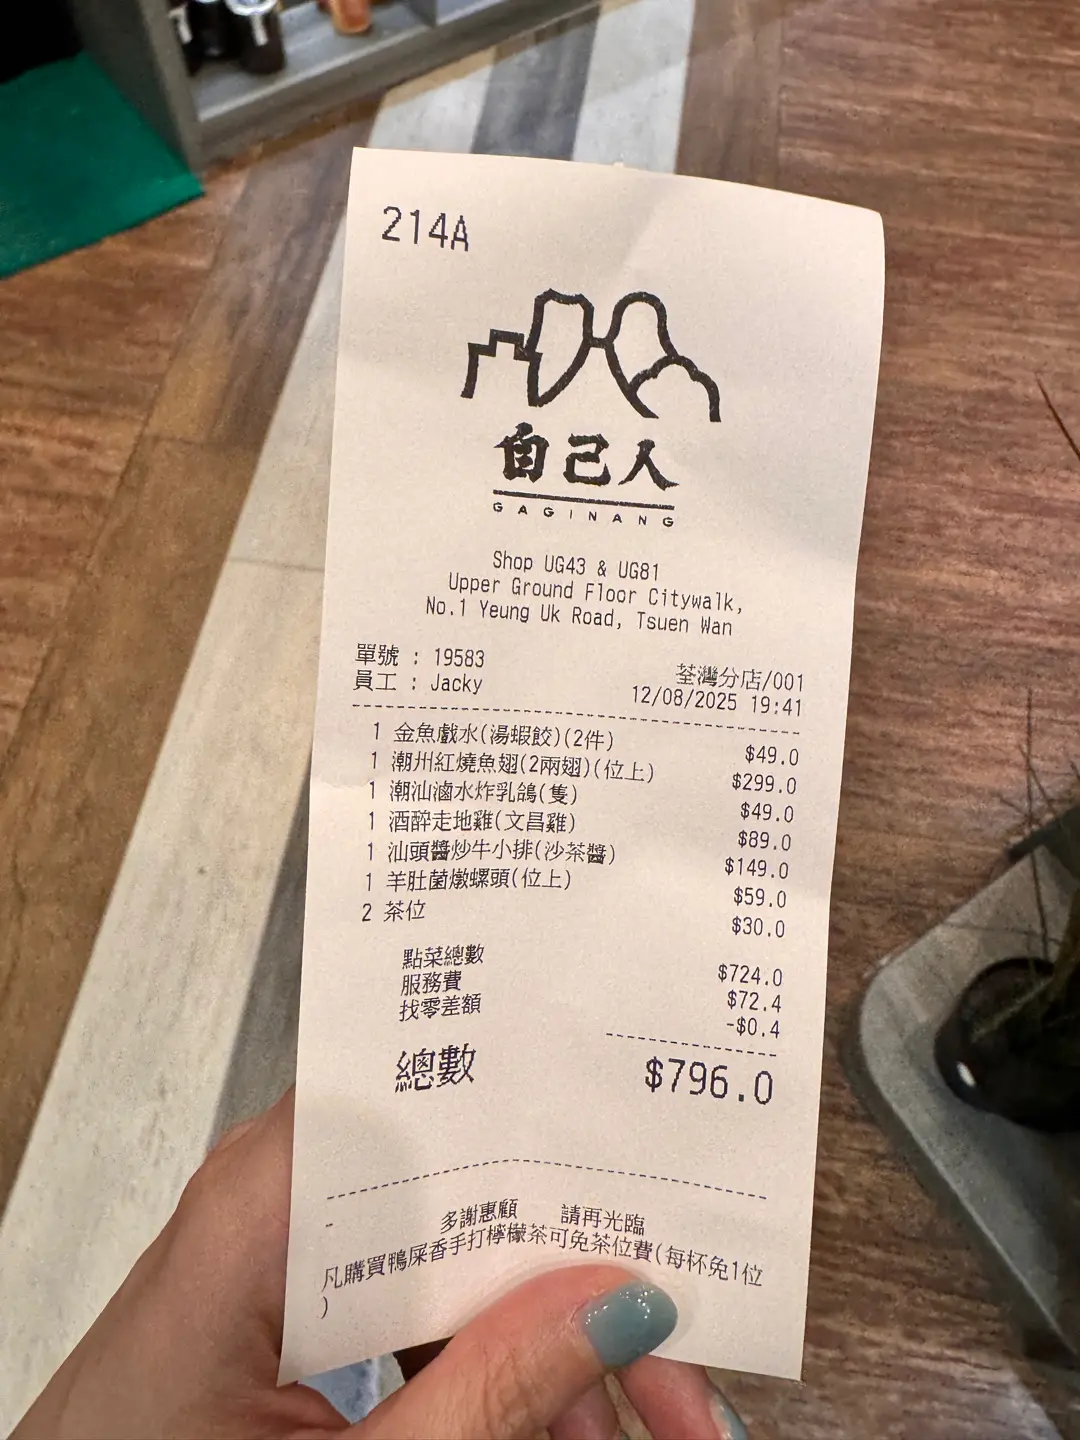 214A
自己人
GAGINANG
Shop UG43 & UG81
Upper Ground Floor Citywalk,
No.1 Yeung Uk Road, Tsuen Wan
單號 : 19583 荃灣分店/001
員工 : Jacky 12/08/2025 19:41
1 金魚戲水(湯蝦餃)(2件) $49.0
1 潮州紅燒魚翅(2兩翅)(位上) $299.0
1 潮汕滷水炸乳鴿(隻) $49.0
1 酒醉走地雞(文昌雞) $89.0
1 汕頭醬炒牛小排(沙茶醬) $149.0
1 羊肚菌燉螺頭(位上) $59.0
2 茶位 $30.0
點菜總數 $724.0
服務費 $72.4
找零差額 -$0.4
總數 $796.0
多謝惠顧 請再光臨
凡購買鴨屎香手打檸檬茶可免茶位費(每杯免1位
)